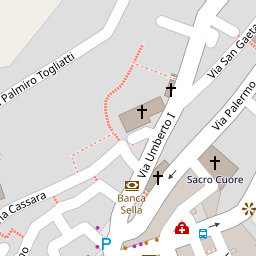 Palmiro Togliatti
Via San Gaeta
Via Palermo
Via Umberto I
Sacro Cuore
Cassara
Banca
Sella
P